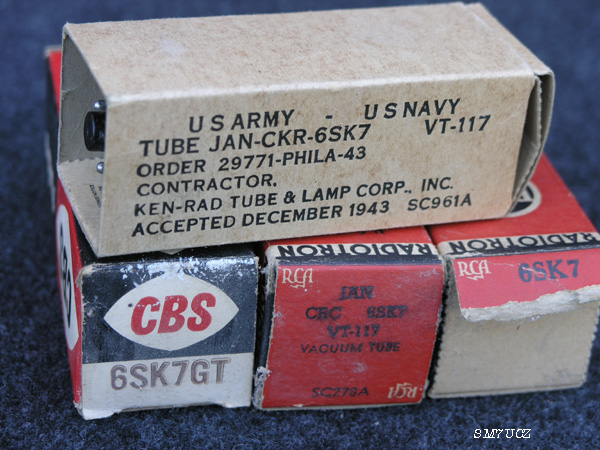 US ARMY - US NAVY
TUBE JAN-CKR-6SK7 VT-117
ORDER 29771-PHILA-43
CONTRACTOR.
KEN-RAD TUBE & LAMP CORP., INC.
ACCEPTED DECEMBER 1943 SC961A
CBS
6SK7GT
RADIOTRON
RCA
JAN
CRC 6SK7
VT-117
VACUUM TUBE
SC278A
RCA
RADIOTRON
RCA
6SK7
SM7UCZ